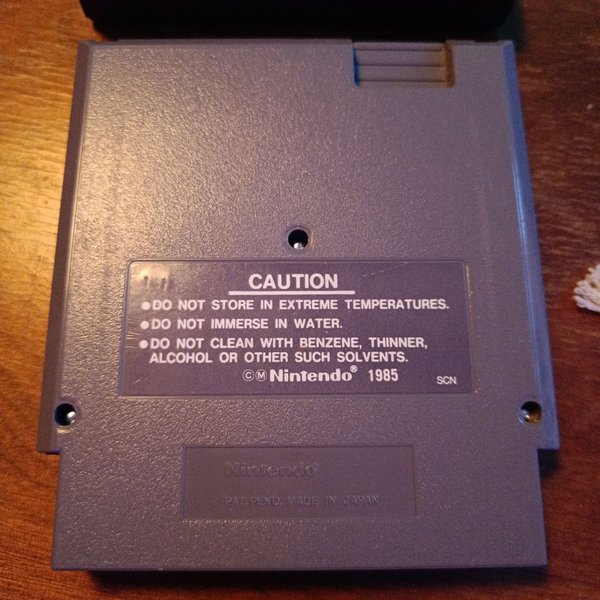 CAUTION
●DO NOT STORE IN EXTREME TEMPERATURES.
●DO NOT IMMERSE IN WATER.
●DO NOT CLEAN WITH BENZENE, THINNER,
ALCOHOL OR OTHER SUCH SOLVENTS.
©Ⓜ Nintendo® 1985 SCN
Nintendo
PAT. PEND. MADE IN JAPAN